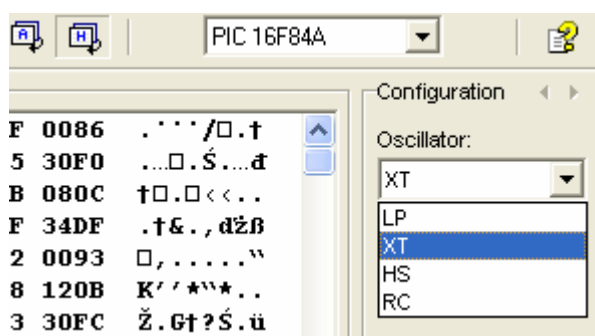 A H PIC 16F84A
Configuration
F 0086 .˙˙˙/□.†
Oscillator:
5 30F0 ...□.Ś....đ
XT
B 080C †□.□<<..
LP
F 34DF .†&.,dżß
XT
2 0093 □,.....‟
HS
8 120B K′′*‟*..
RC
3 30FC Ž.G†?Ś.ü